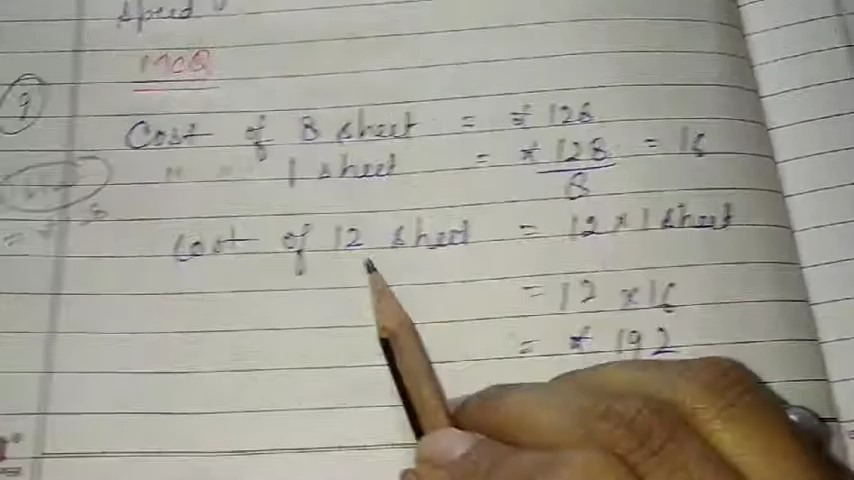 speed
MCQ
9 Cost of 8 sheet = ₹ 128
" " 1 sheet = ₹ 128 / 8 = 16
Cost of 12 sheet = 12 × 1 sheet
= 12 × 16
= ₹ 192